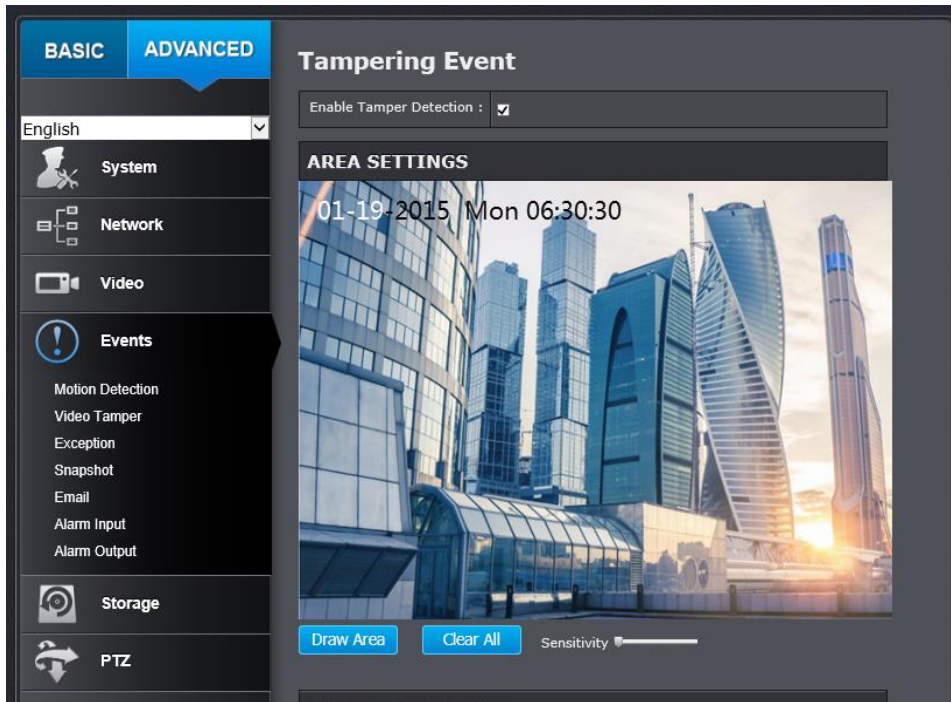 BASIC
ADVANCED
English
System
Network
Video
Events
Motion Detection
Video Tamper
Exception
Snapshot
Email
Alarm Input
Alarm Output
Storage
PTZ
Tampering Event
Enable Tamper Detection :
AREA SETTINGS
01-19-2015 Mon 06:30:30
Draw Area
Clear All
Sensitivity